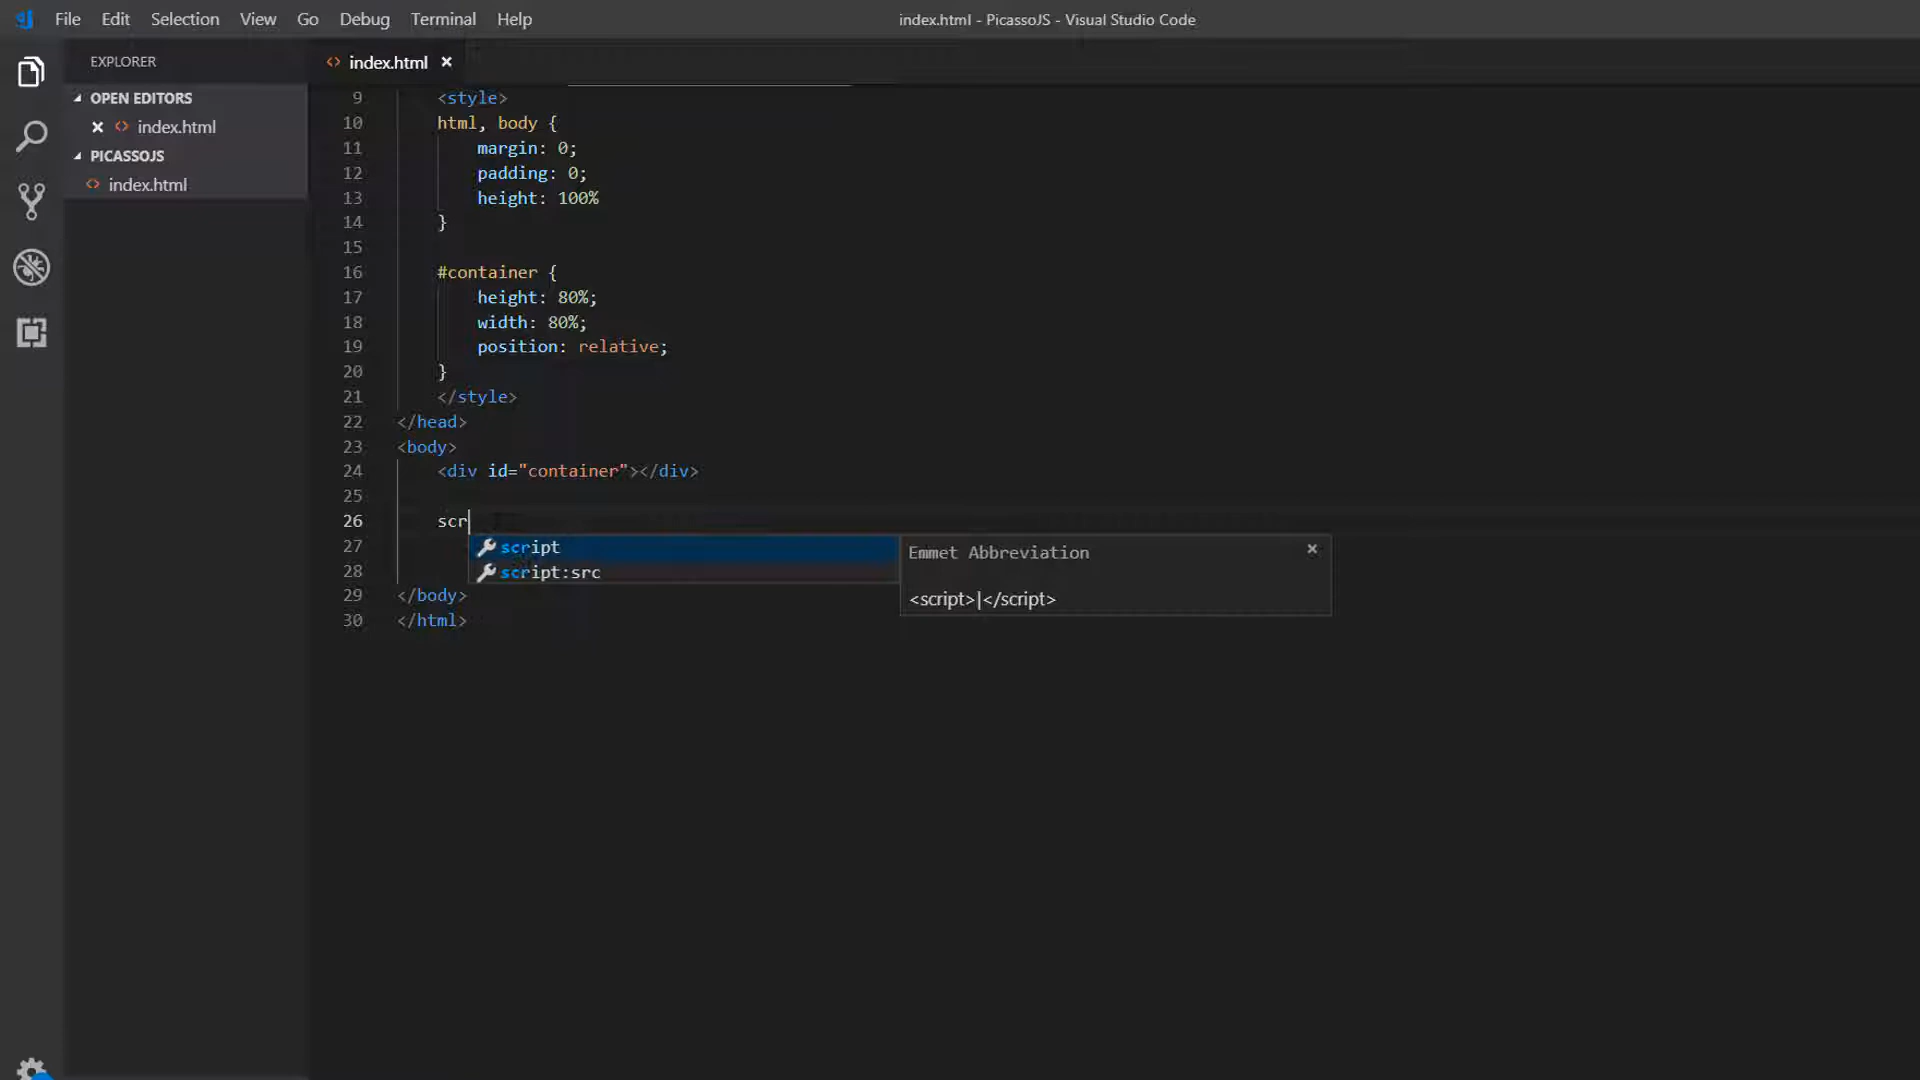 File Edit Selection View Go Debug Terminal Help
index.html - PicassoJS - Visual Studio Code
EXPLORER
OPEN EDITORS
index.html
PICASSOJS
index.html
index.html
9 <style>
10 html, body {
11 margin: 0;
12 padding: 0;
13 height: 100%
14 }
15
16 #container {
17 height: 80%;
18 width: 80%;
19 position: relative;
20 }
21 </style>
22 </head>
23 <body>
24 <div id="container"></div>
25
26 scr
27
28
29 </body>
30 </html>
script
script:src
Emmet Abbreviation
<script>|</script>